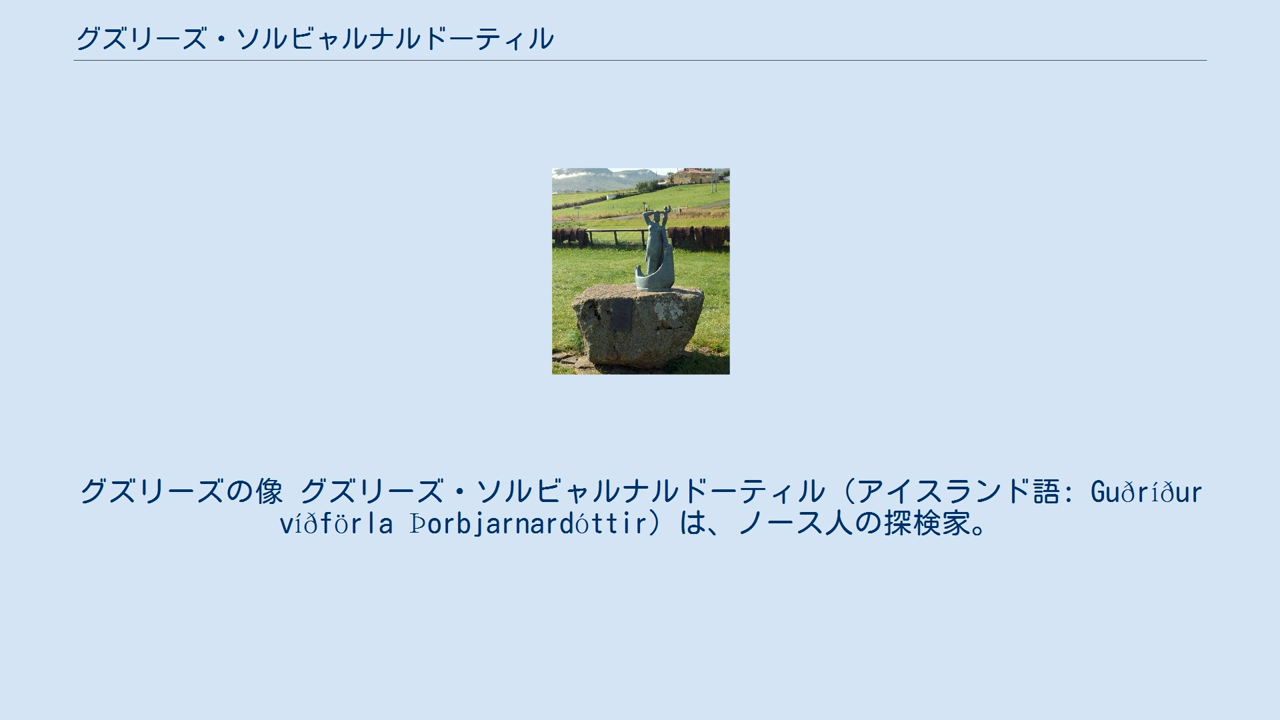 グズリーズ・ソルビャルナルドーティル
グズリーズの像 グズリーズ・ソルビャルナルドーティル（アイスランド語: Guðríður
víðförla Þorbjarnardóttir）は、ノース人の探検家。